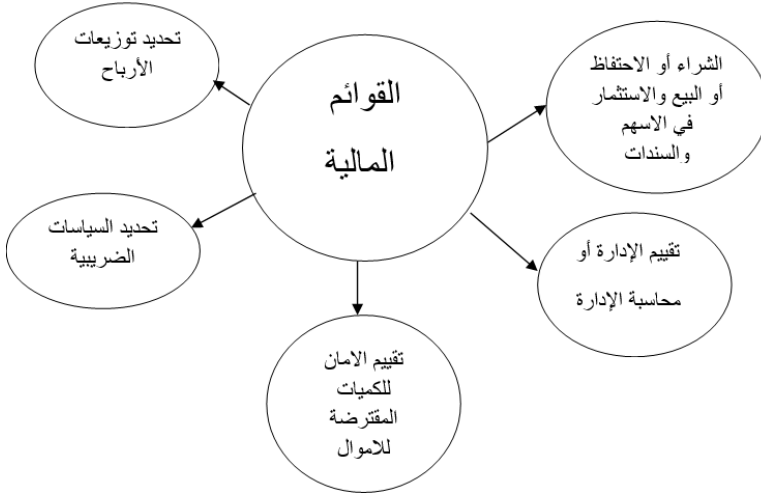 القوائم
المالية
الشراء أو الاحتفاظ
أو البيع والاستثمار
في الاسهم
والسندات
تقييم الإدارة أو
محاسبة الإدارة
تقييم الامان
للكميات
المقترضة
للاموال
تحديد السياسات
الضريبية
تحديد توزيعات
الأرباح